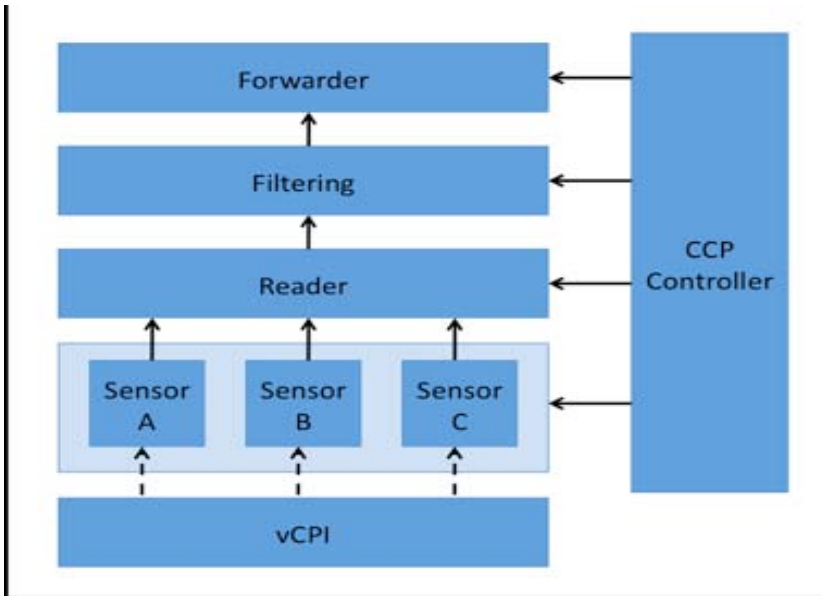 Forwarder
Filtering
Reader
Sensor
A
Sensor
B
Sensor
C
vCPI
CCP
Controller